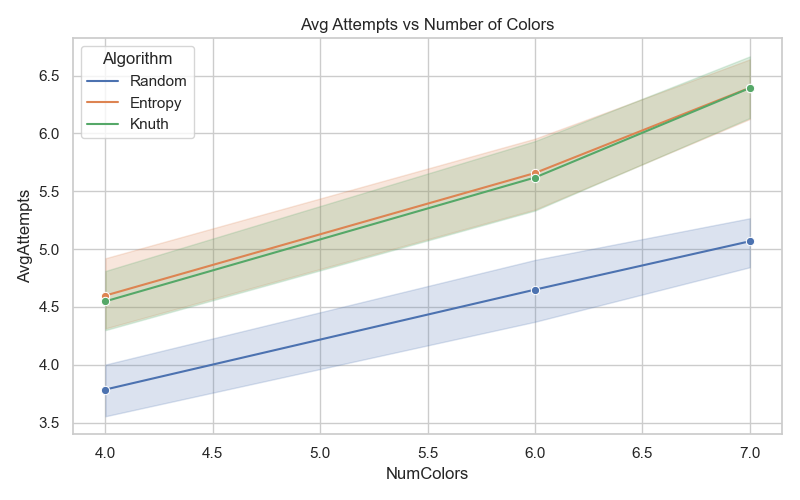 Avg Attempts vs Number of Colors
Algorithm
Random
Entropy
Knuth
AvgAttempts
6.5
6.0
5.5
5.0
4.5
4.0
3.5
4.0 4.5 5.0 5.5 6.0 6.5 7.0
NumColors